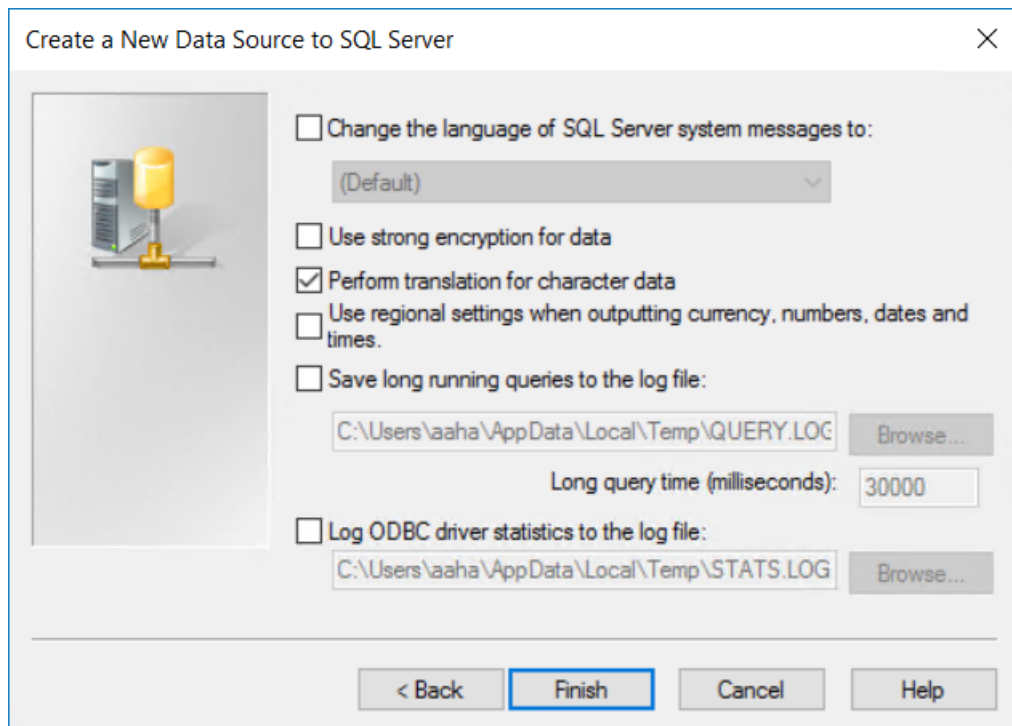 Create a New Data Source to SQL Server
Change the language of SQL Server system messages to:
(Default)
Use strong encryption for data
Perform translation for character data
Use regional settings when outputting currency, numbers, dates and
times.
Save long running queries to the log file:
C:\Users\aaha\AppData\Local\Temp\QUERY.LOG Browse...
Long query time (milliseconds): 30000
Log ODBC driver statistics to the log file:
C:\Users\aaha\AppData\Local\Temp\STATS.LOG Browse...
< Back Finish Cancel Help